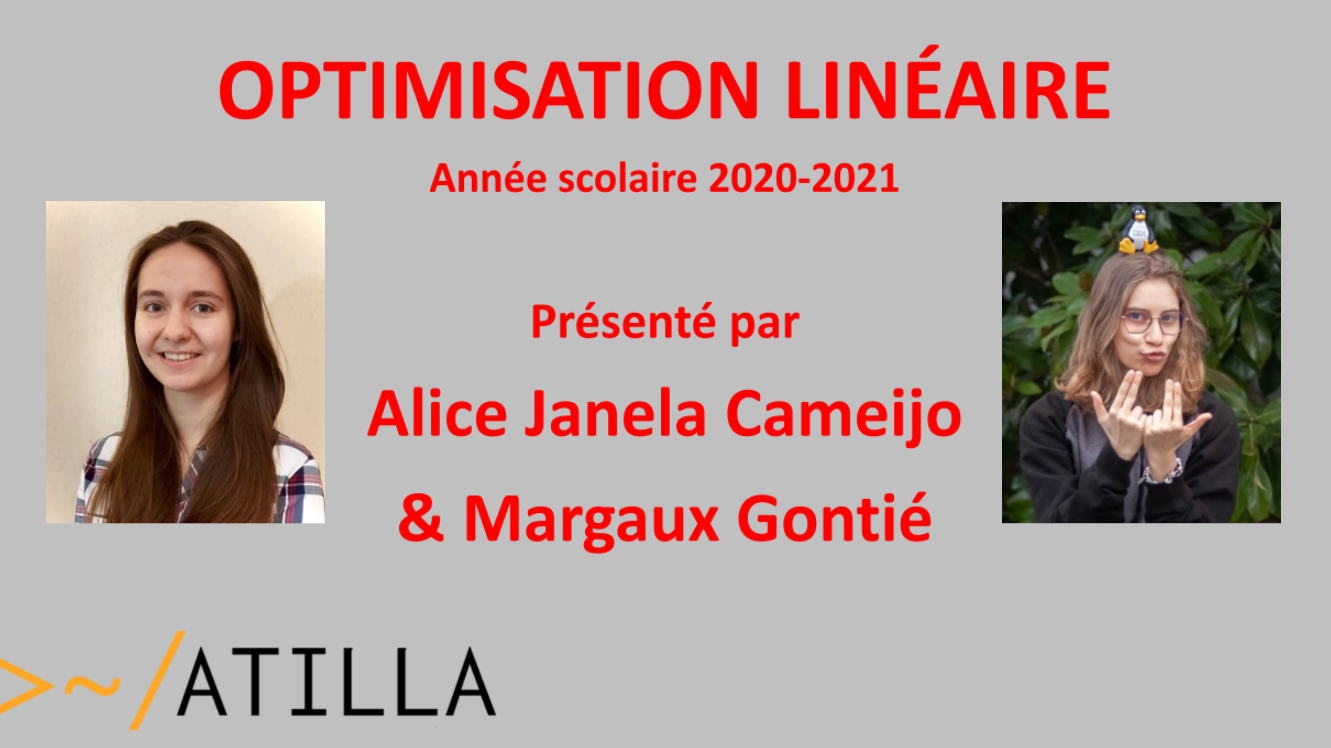 OPTIMISATION LINÉAIRE
Année scolaire 2020-2021
Présenté par
Alice Janela Cameijo
& Margaux Gontié
>~/ATILLA